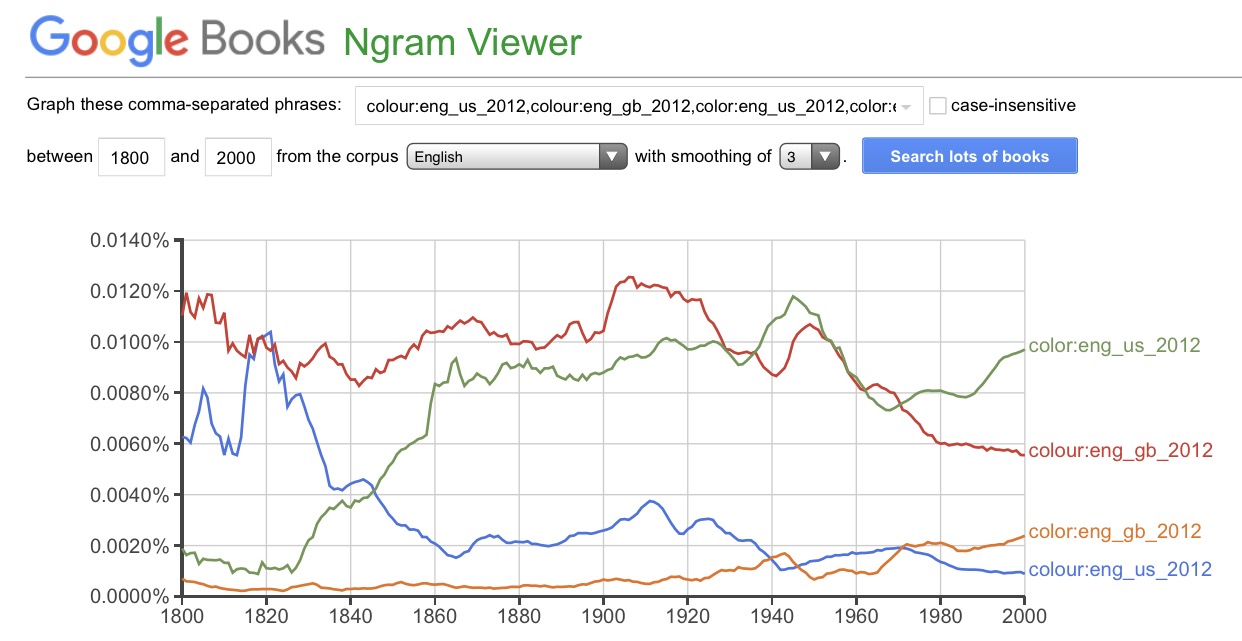 Google Books Ngram Viewer
Graph these comma-separated phrases: colour:eng_us_2012,colour:eng_gb_2012,color:eng_us_2012,color: case-insensitive
between 1800 and 2000 from the corpus English with smoothing of 3 . Search lots of books
0.0140%
0.0120%
0.0100%
color:eng_us_2012
0.0080%
0.0060%
colour:eng_gb_2012
0.0040%
0.0020%
color:eng_gb_2012
colour:eng_us_2012
0.0000%
1800 1820 1840 1860 1880 1900 1920 1940 1960 1980 2000